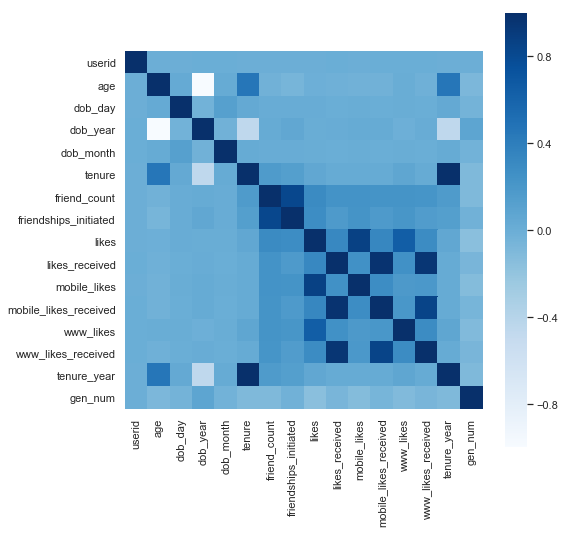 userid
age
dob_day
dob_year
dob_month
tenure
friend_count
friendships_initiated
likes
likes_received
mobile_likes
mobile_likes_received
www_likes
www_likes_received
tenure_year
gen_num
userid
age
dob_day
dob_year
dob_month
tenure
friend_count
friendships_initiated
likes
likes_received
mobile_likes
mobile_likes_received
www_likes
www_likes_received
tenure_year
gen_num
0.8
0.4
0.0
−0.4
−0.8